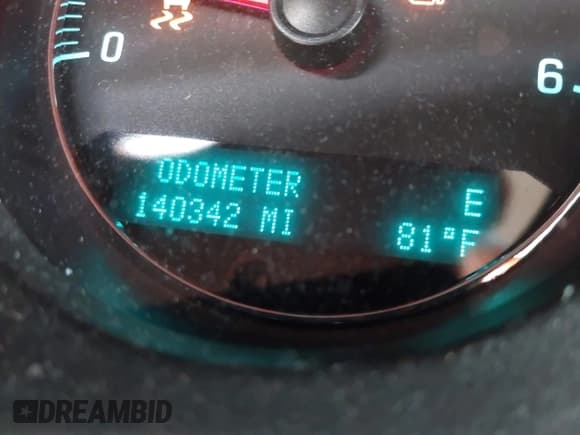 0
6
ODOMETER
E
140342 MI
81°F
DREAMBID